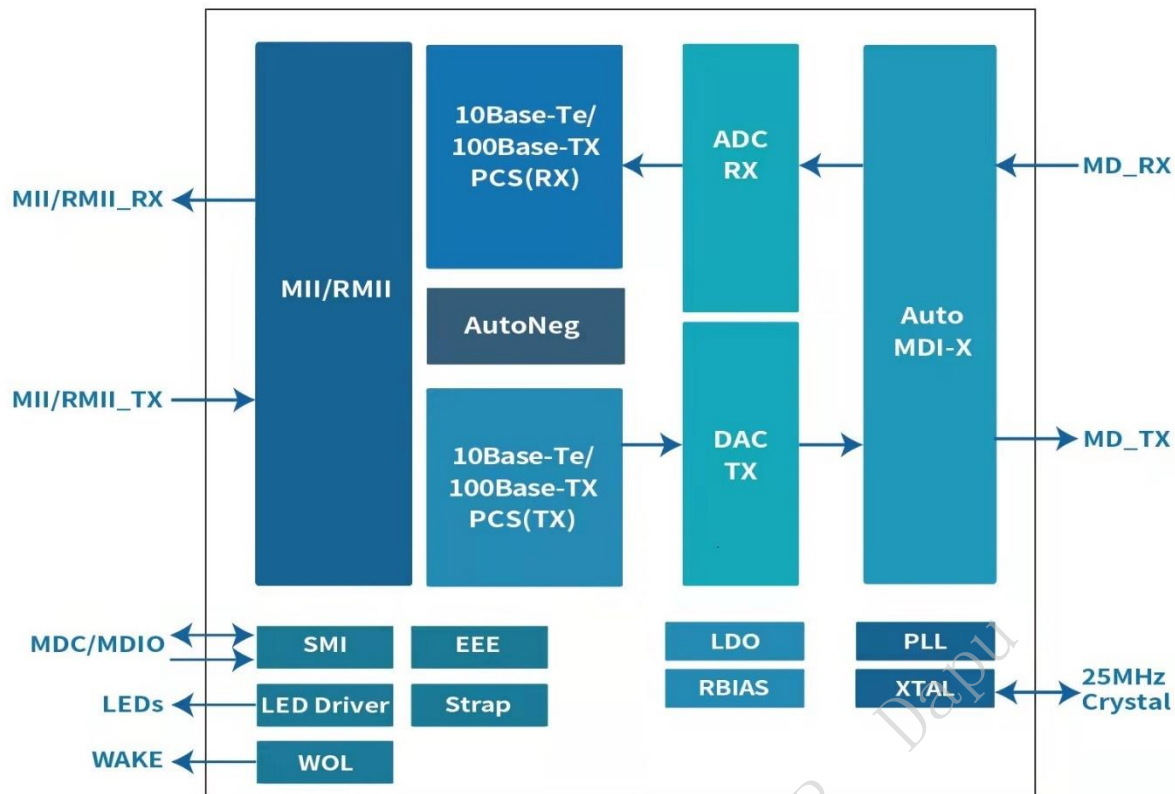 10Base-Te/
100Base-TX
PCS(RX)
ADC
RX
MD_RX
MII/RMII_RX
MII/RMII
AutoNeg
Auto
MDI-X
MII/RMII_TX
10Base-Te/
100Base-TX
PCS(TX)
DAC
TX
MD_TX
MDC/MDIO
SMI
EEE
LDO
PLL
LEDs
LED Driver
Strap
RBIAS
XTAL
25MHz
Crystal
WAKE
WOL
Dapu